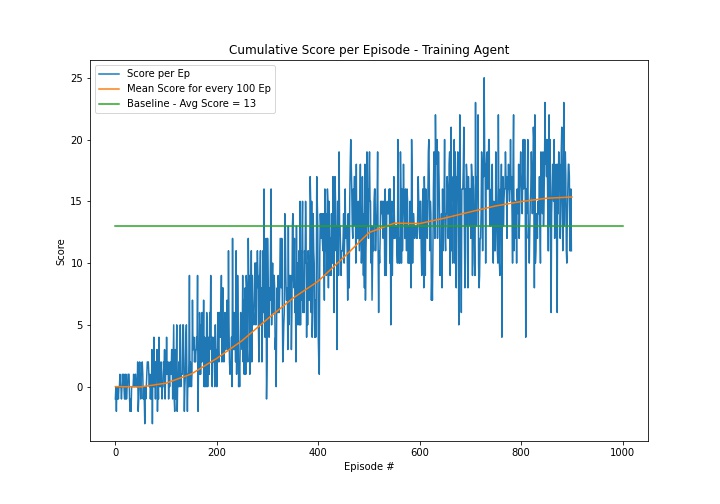 Cumulative Score per Episode - Training Agent
Score per Ep
Mean Score for every 100 Ep
Baseline - Avg Score = 13
25
20
15
10
5
0
Score
0 200 400 600 800 1000
Episode #